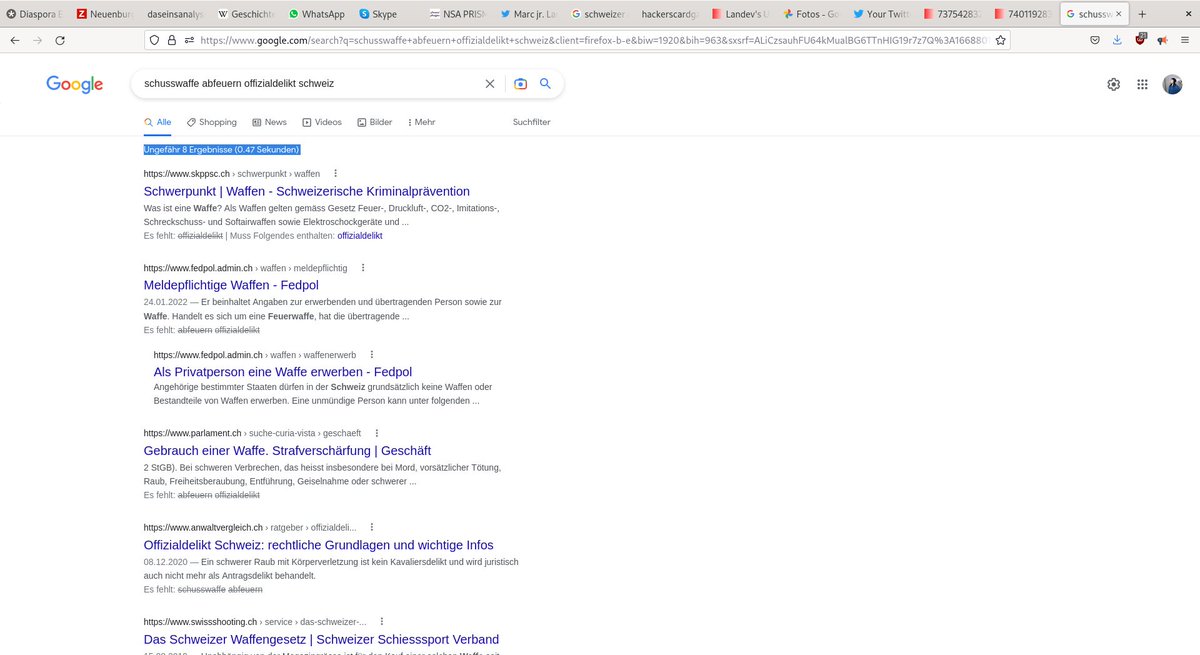 Diaspora E
Neuenbur
daseinsanalys
Geschicht
WhatsApp
Skype
NSA PRISM
Marc jr. La
schweizer
hackerscardga
Landev's L
Fotos - Go
Your Twitt
73754283
740119283
schussw
https://www.google.com/search?q=schusswaffe+abfeuern+offizialdelikt+schweiz&client=firefox-b-e&biw=1920&bih=963&sxsrf=ALiCzsauhFU64kMualBG6TTnHIG19r7z7Q%3A166880
21
Google
schusswaffe abfeuern offizialdelikt schweiz
Alle
Shopping
News
Videos
Bilder
Mehr
Suchfilter
Ungefähr 8 Ergebnisse (0.47 Sekunden)
https://www.skppsc.ch › schwerpunkt › waffen
Schwerpunkt | Waffen - Schweizerische Kriminalprävention
Was ist eine Waffe? Als Waffen gelten gemäss Gesetz Feuer-, Druckluft-, CO2-, Imitations-,
Schreckschuss- und Softairwaffen sowie Elektroschockgeräte und ...
Es fehlt: offizialdelikt | Muss Folgendes enthalten: offizialdelikt
https://www.fedpol.admin.ch › waffen › meldepflichtig
Meldepflichtige Waffen - Fedpol
24.01.2022 — Er beinhaltet Angaben zur erwerbenden und übertragenden Person sowie zur
Waffe. Handelt es sich um eine Feuerwaffe, hat die übertragende ...
Es fehlt: abfeuern offizialdelikt
https://www.fedpol.admin.ch › waffen › waffenerwerb
Als Privatperson eine Waffe erwerben - Fedpol
Angehörige bestimmter Staaten dürfen in der Schweiz grundsätzlich keine Waffen oder
Bestandteile von Waffen erwerben. Eine unmündige Person kann unter folgenden ...
https://www.parlament.ch › suche-curia-vista › geschaeft
Gebrauch einer Waffe. Strafverschärfung | Geschäft
2 StGB). Bei schweren Verbrechen, das heisst insbesondere bei Mord, vorsätzlicher Tötung,
Raub, Freiheitsberaubung, Entführung, Geiselnahme oder schwerer ...
Es fehlt: abfeuern offizialdelikt
https://www.anwaltvergleich.ch › ratgeber › offizialdeli...
Offizialdelikt Schweiz: rechtliche Grundlagen und wichtige Infos
08.12.2020 — Ein schwerer Raub mit Körperverletzung ist kein Kavaliersdelikt und wird juristisch
auch nicht mehr als Antragsdelikt behandelt.
Es fehlt: schusswaffe abfeuern
https://www.swissshooting.ch › service › das-schweizer-...
Das Schweizer Waffengesetz | Schweizer Schiesssport Verband